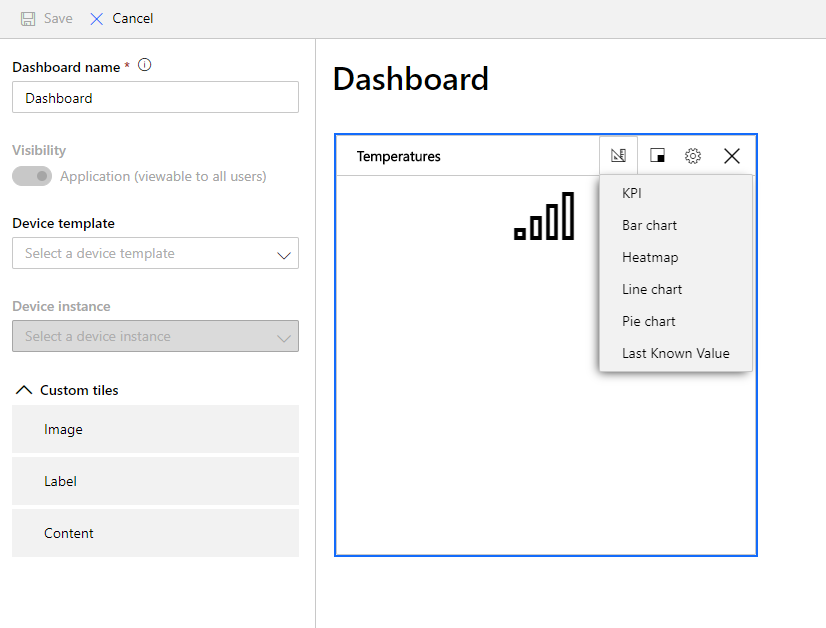 Save Cancel
Dashboard name *
Dashboard
Visibility
Application (viewable to all users)
Device template
Select a device template
Device instance
Select a device instance
Custom tiles
Image
Label
Content
Dashboard
Temperatures
KPI
Bar chart
Heatmap
Line chart
Pie chart
Last Known Value